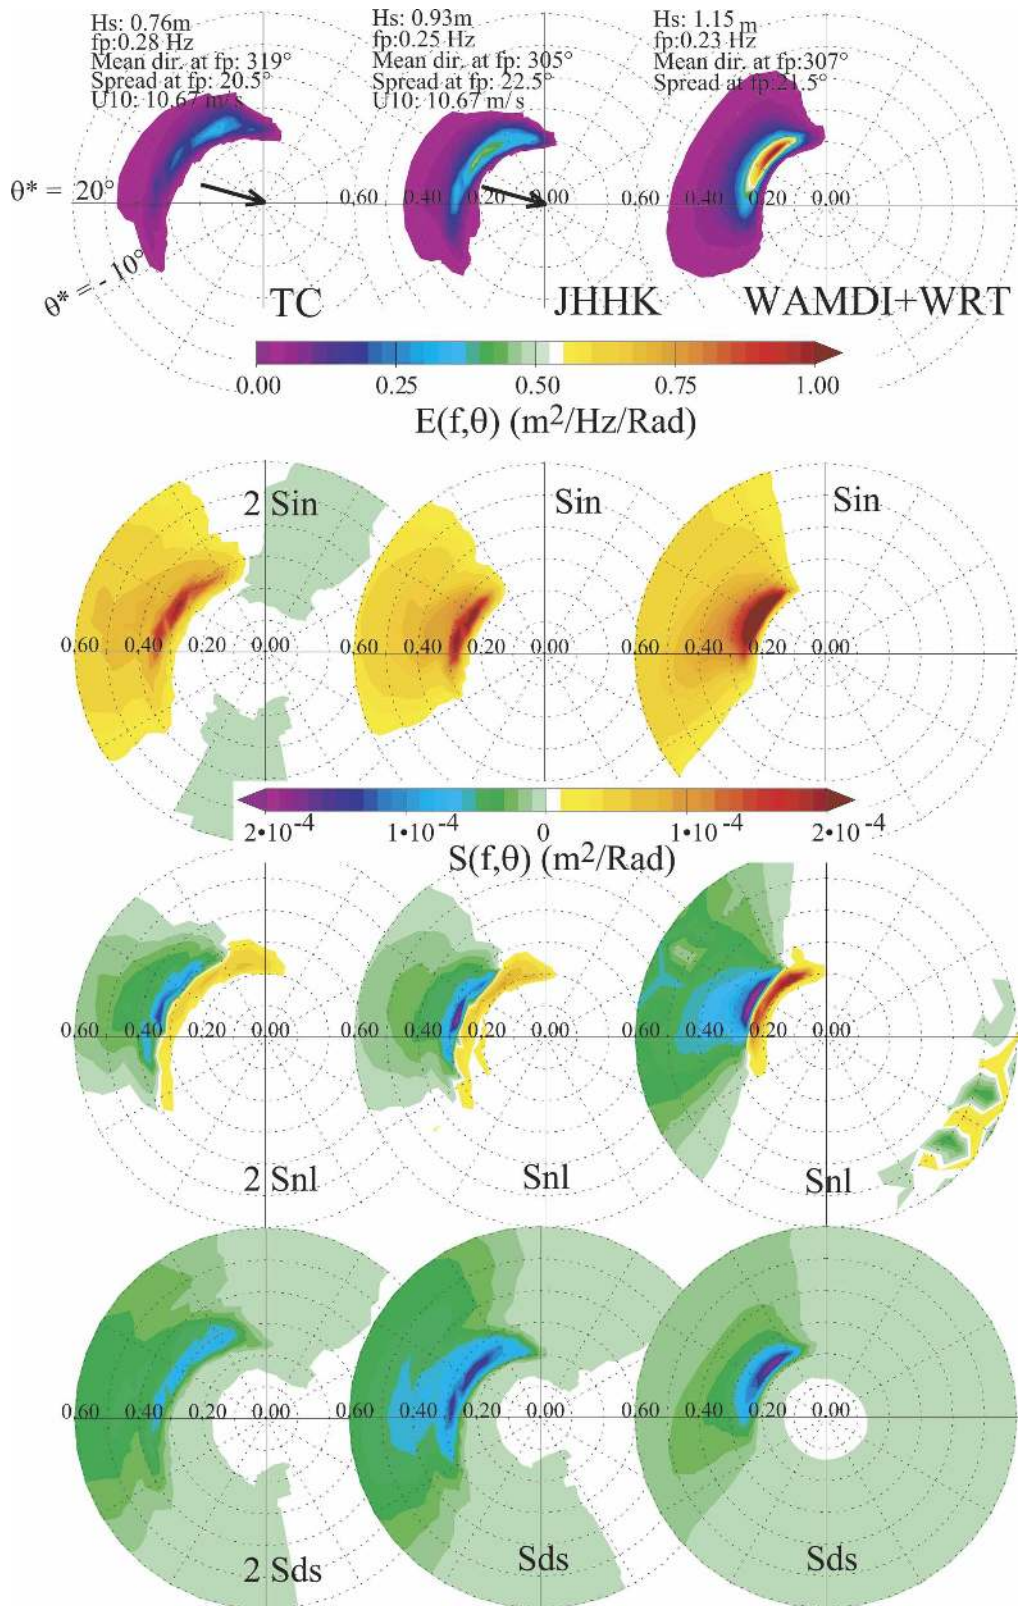 Hs: 0.76m
fp:0.28 Hz
Mean dir. at fp: 319°
Spread at fp: 20.5°
U10: 10.67 m/s
Hs: 0.93m
fp:0.25 Hz
Mean dir. at fp: 305°
Spread at fp: 22.5°
U10: 10.67 m/s
Hs: 1.15 m
fp:0.23 Hz
Mean dir. at fp:307°
Spread at fp:21.5°
θ* = 20°
0.60 0.40 0.20 0.00
0.60 0.40 0.20 0.00
θ* = - 10°
TC JHHK WAMDI+WRT
0.00 0.25 0.50 0.75 1.00
E(f,θ) (m2/Hz/Rad)
2 Sin Sin Sin
0.60 0.40 0.20 0.00
0.60 0.40 0.20 0.00
0.60 0.40 0.20 0.00
2•10-4 1•10-4 0 1•10-4 2•10-4
S(f,θ) (m2/Rad)
0.60 0.40 0.20 0.00
0.60 0.40 0.20 0.00
0.60 0.40 0.20 0.00
2 Snl Snl Snl
0.60 0.40 0.20 0.00
0.60 0.40 0.20 0.00
0.60 0.40 0.20 0.00
2 Sds Sds Sds